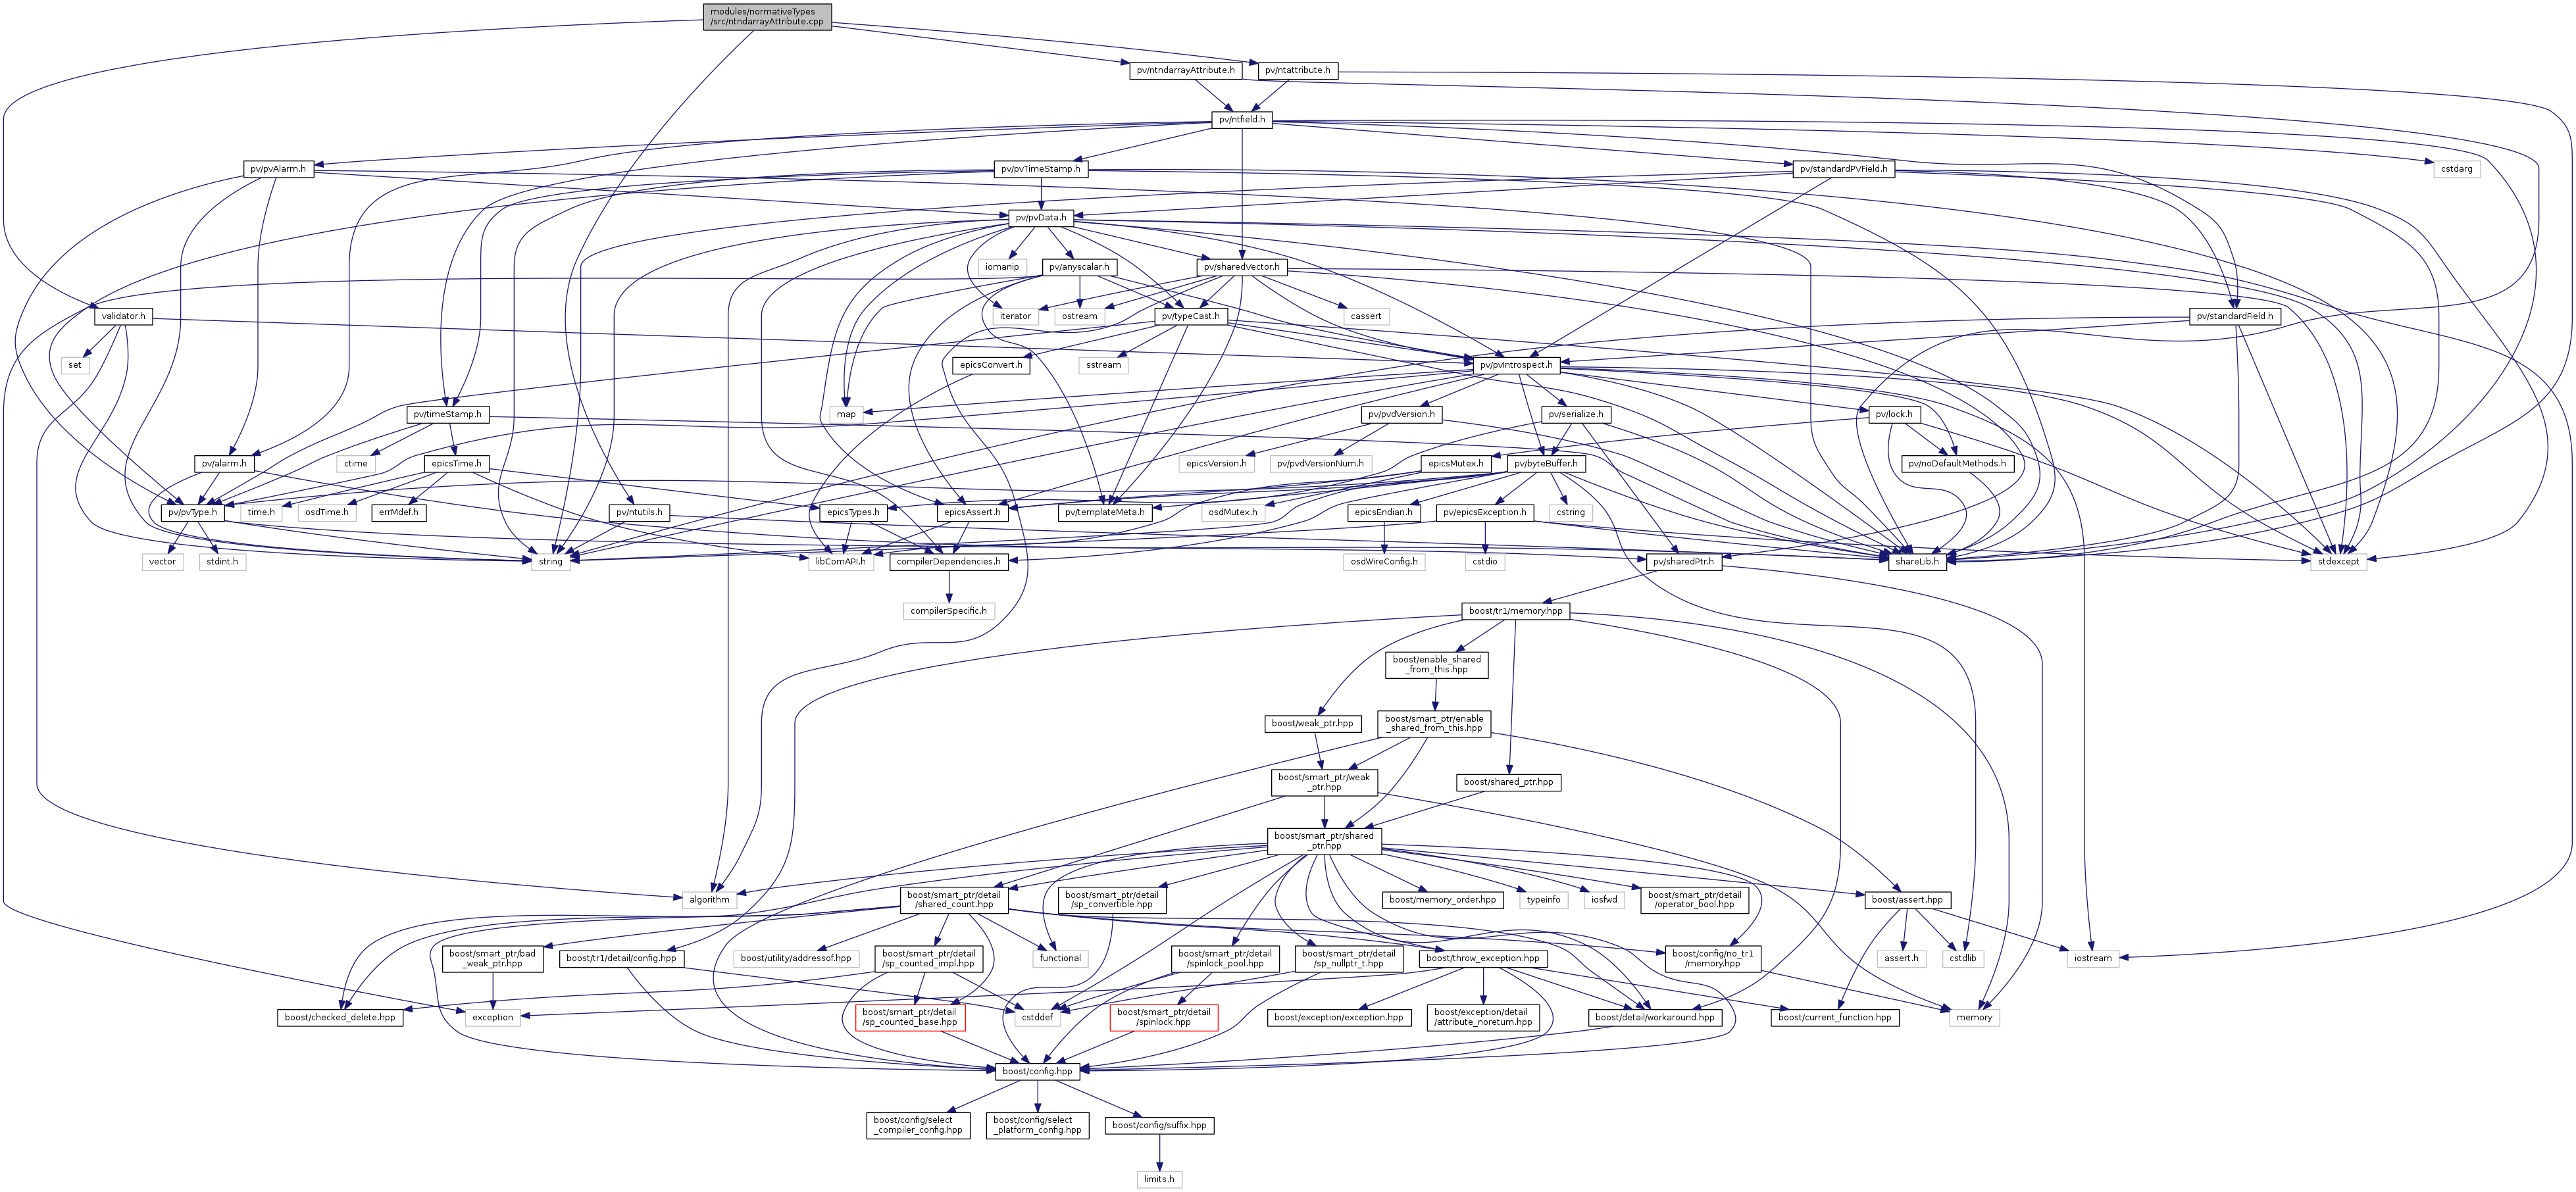 modules/normativeTypes
/src/ntndarrayAttribute.cpp
pv/ntndarrayAttribute.h
pv/ntattribute.h
pv/ntfield.h
pv/pvAlarm.h
pv/pvTimeStamp.h
pv/standardPVField.h
cstdarg
pv/pvData.h
iomanip
pv/anyscalar.h
pv/sharedVector.h
validator.h
iterator
ostream
pv/typeCast.h
cassert
pv/standardField.h
set
epicsConvert.h
sstream
pv/pvIntrospect.h
pv/timeStamp.h
map
pv/pvdVersion.h
pv/serialize.h
pv/lock.h
pv/alarm.h
ctime
epicsTime.h
epicsVersion.h
pv/pvdVersionNum.h
epicsMutex.h
pv/byteBuffer.h
pv/noDefaultMethods.h
pv/pvType.h
time.h
osdTime.h
errMdef.h
pv/ntutils.h
epicsTypes.h
epicsAssert.h
pv/templateMeta.h
osdMutex.h
epicsEndian.h
pv/epicsException.h
cstring
vector
stdint.h
string
libComAPI.h
compilerDependencies.h
osdWireConfig.h
cstdio
pv/sharedPtr.h
shareLib.h
stdexcept
compilerSpecific.h
boost/tr1/memory.hpp
boost/enable_shared
_from_this.hpp
boost/weak_ptr.hpp
boost/smart_ptr/enable
_shared_from_this.hpp
boost/smart_ptr/weak
_ptr.hpp
boost/shared_ptr.hpp
boost/smart_ptr/shared
_ptr.hpp
algorithm
boost/smart_ptr/detail
/shared_count.hpp
boost/smart_ptr/detail
/sp_convertible.hpp
boost/memory_order.hpp
typeinfo
iosfwd
boost/smart_ptr/detail
/operator_bool.hpp
boost/assert.hpp
boost/smart_ptr/bad
_weak_ptr.hpp
boost/tr1/detail/config.hpp
boost/utility/addressof.hpp
boost/smart_ptr/detail
/sp_counted_impl.hpp
functional
boost/smart_ptr/detail
/spinlock_pool.hpp
boost/smart_ptr/detail
/sp_nullptr_t.hpp
boost/throw_exception.hpp
boost/config/no_tr1
/memory.hpp
assert.h
cstdlib
iostream
boost/checked_delete.hpp
exception
boost/smart_ptr/detail
/sp_counted_base.hpp
cstddef
boost/smart_ptr/detail
/spinlock.hpp
boost/exception/exception.hpp
boost/exception/detail
/attribute_noreturn.hpp
boost/detail/workaround.hpp
boost/current_function.hpp
memory
boost/config.hpp
boost/config/select
_compiler_config.hpp
boost/config/select
_platform_config.hpp
boost/config/suffix.hpp
limits.h